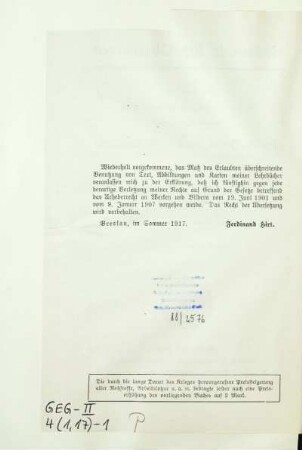 Wiederholt vorgekommene, das Maß des Erlaubten überschreitende
Benutzung von Text, Abbildungen und Karten meiner Lehrbücher
veranlassen mich zu der Erklärung, daß ich künftighin gegen jede
derartige Verletzung meiner Rechte auf Grund der Gesetze betreffend
das Urheberrecht an Werken und Bildern vom 19. Juni 1901 und
vom 9. Januar 1907 vorgehen werde. Das Recht der Übersetzung
wird vorbehalten.
Breslau, im Sommer 1917. Ferdinand Hirt.
Die durch die lange Dauer des Krieges hervorgerufene Preissteigerung
aller Rohstoffe, Arbeitslöhne u. a. m. bedingte leider auch eine Preis-
erhöhung des vorliegenden Buches auf 2 Mark.
GEG-II
4(1,17)-1 P